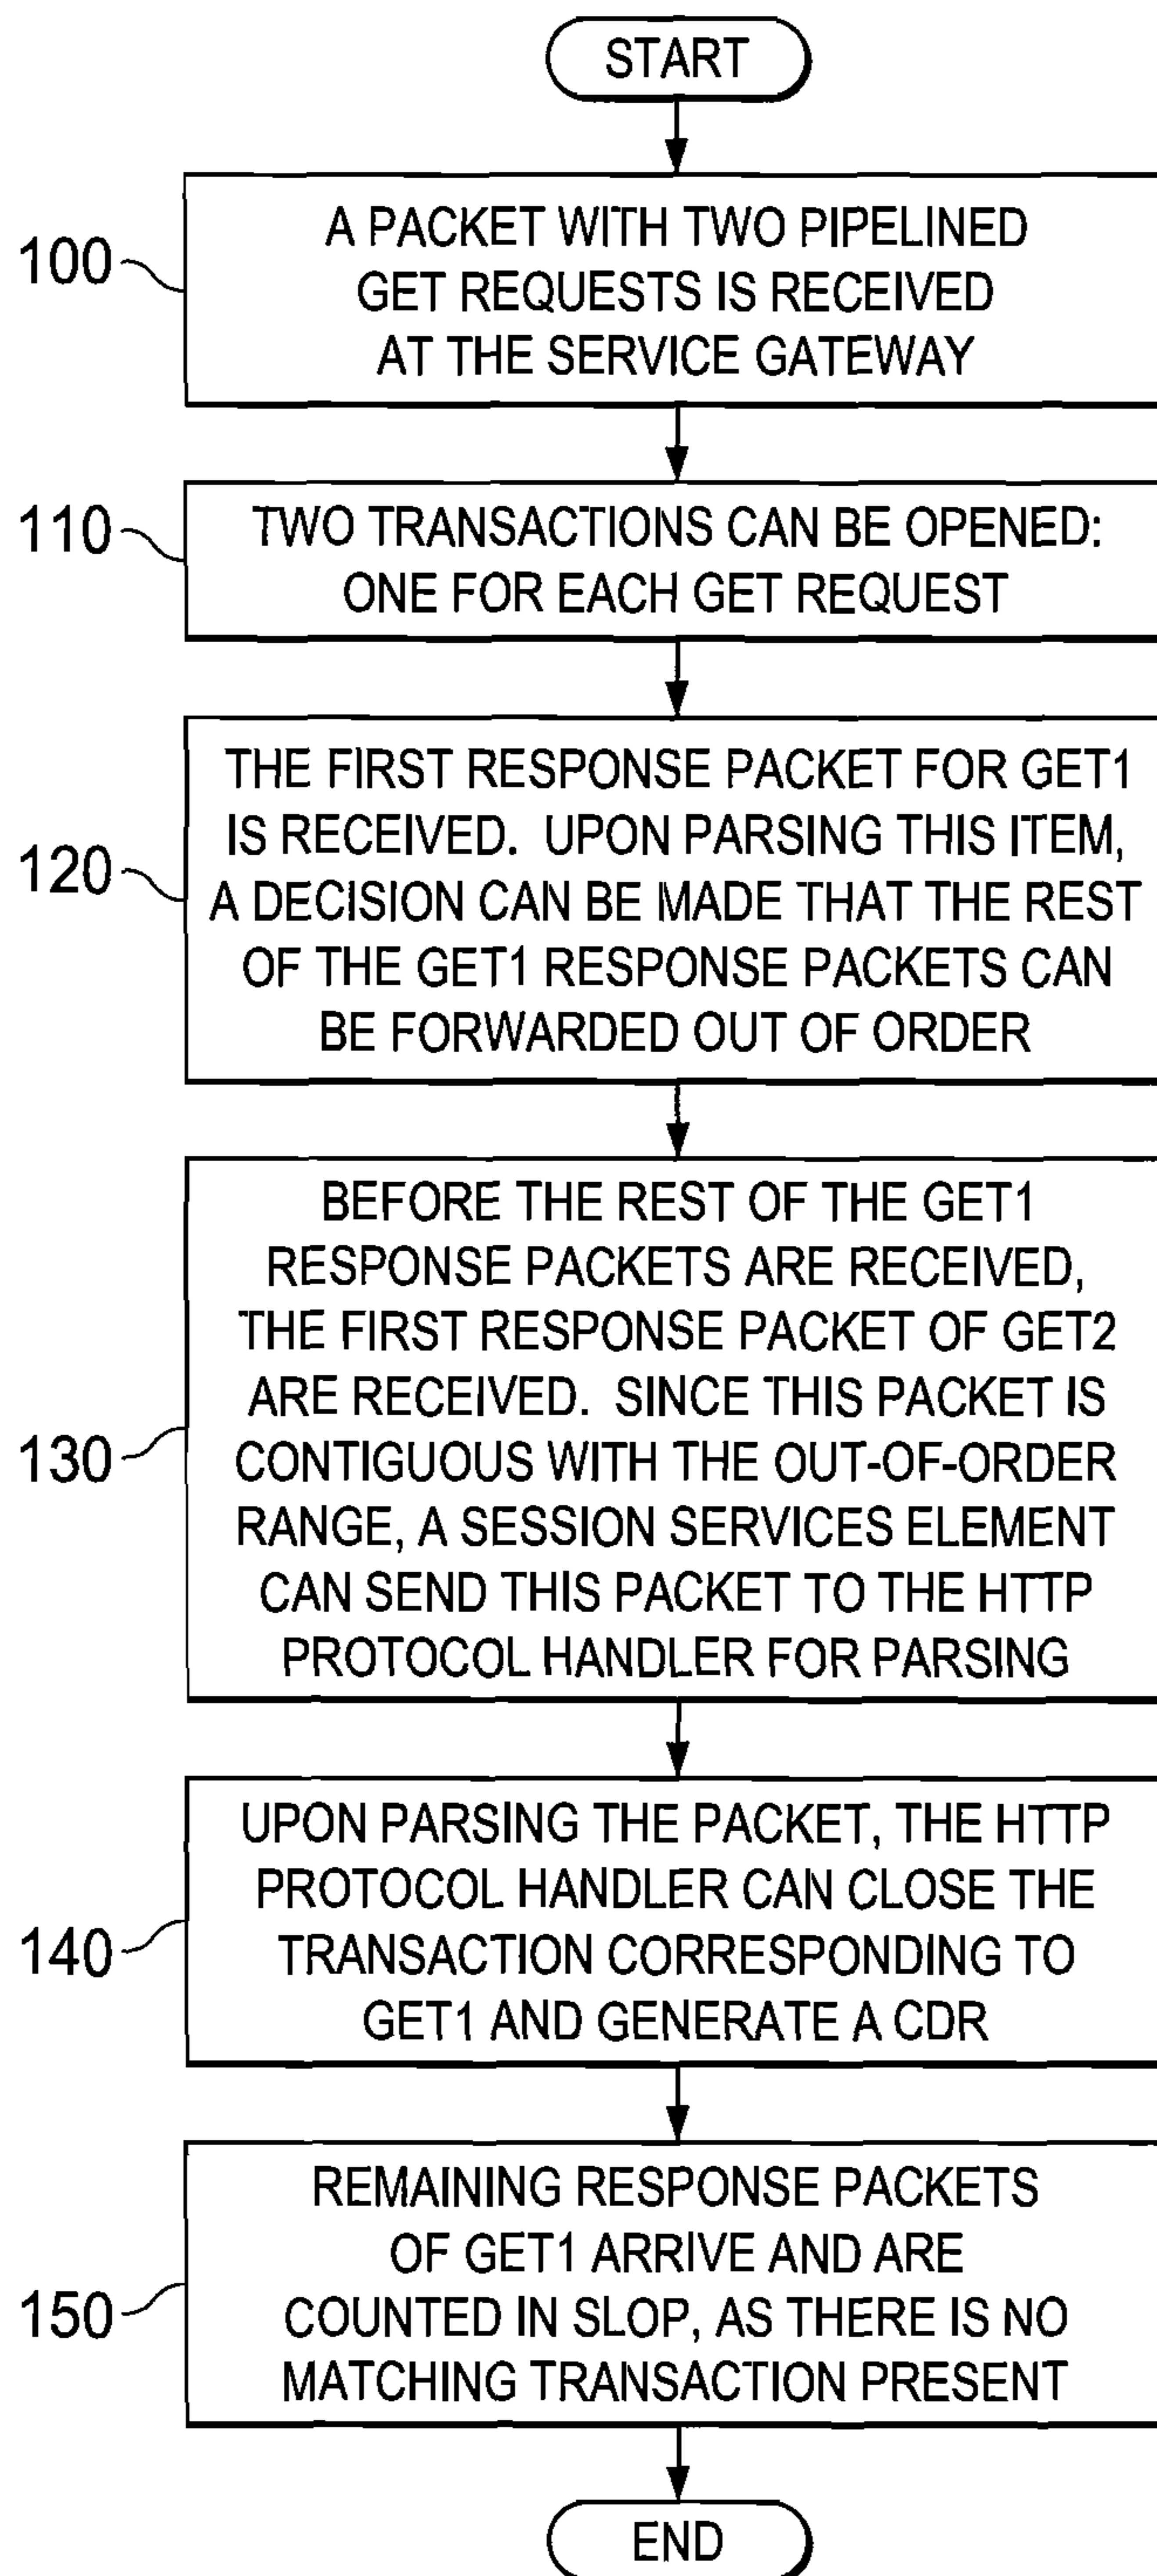 START
100
A PACKET WITH TWO PIPELINED
GET REQUESTS IS RECEIVED
AT THE SERVICE GATEWAY
110
TWO TRANSACTIONS CAN BE OPENED:
ONE FOR EACH GET REQUEST
120
THE FIRST RESPONSE PACKET FOR GET1
IS RECEIVED. UPON PARSING THIS ITEM,
A DECISION CAN BE MADE THAT THE REST
OF THE GET1 RESPONSE PACKETS CAN
BE FORWARDED OUT OF ORDER
130
BEFORE THE REST OF THE GET1
RESPONSE PACKETS ARE RECEIVED,
THE FIRST RESPONSE PACKET OF GET2
ARE RECEIVED. SINCE THIS PACKET IS
CONTIGUOUS WITH THE OUT-OF-ORDER
RANGE, A SESSION SERVICES ELEMENT
CAN SEND THIS PACKET TO THE HTTP
PROTOCOL HANDLER FOR PARSING
140
UPON PARSING THE PACKET, THE HTTP
PROTOCOL HANDLER CAN CLOSE THE
TRANSACTION CORRESPONDING TO
GET1 AND GENERATE A CDR
150
REMAINING RESPONSE PACKETS
OF GET1 ARRIVE AND ARE
COUNTED IN SLOP, AS THERE IS NO
MATCHING TRANSACTION PRESENT
END